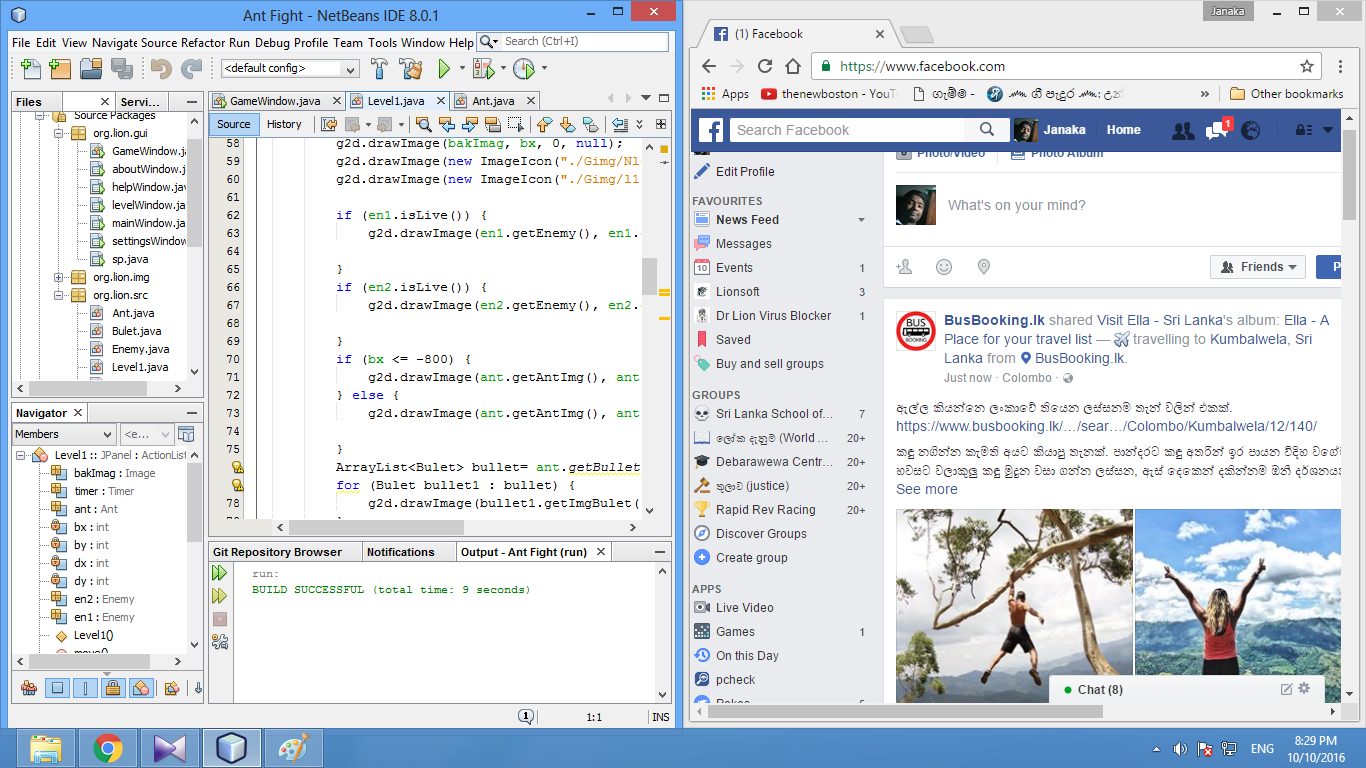 Ant Fight - NetBeans IDE 8.0.1
File Edit View Navigate Source Refactor Run Debug Profile Team Tools Window Help
Search (Ctrl+I)
<default config>
Files
Servi...
Source Packages
org.lion.gui
GameWindow.ja
aboutWindow.jav
helpWindow.jav
levelWindow.ja
mainWindow.jav
settingsWindow
sp.java
org.lion.img
org.lion.src
Ant.java
Bulet.java
Enemy.java
Level1.java
Navigator
Members
<e...
Level1 :: JPanel : ActionList
bakImag : Image
timer : Timer
ant : Ant
bx : int
by : int
dx : int
dy : int
en2 : Enemy
en1 : Enemy
Level1()
move()
GameWindow.java
Level1.java
Ant.java
Source
History
58 g2d.drawImage(bakImag, bx, 0, null);
59 g2d.drawImage(new ImageIcon("./Gimg/Nl
60 g2d.drawImage(new ImageIcon("./Gimg/l1
61
62 if (en1.isLive()) {
63 g2d.drawImage(en1.getEnemy(), en1.
64
65 }
66 if (en2.isLive()) {
67 g2d.drawImage(en2.getEnemy(), en2.
68
69 }
70 if (bx <= -800) {
71 g2d.drawImage(ant.getAntImg(), ant
72 } else {
73 g2d.drawImage(ant.getAntImg(), ant
74
75 }
ArrayList<Bulet> bullet= ant.getBullet
for (Bulet bullet1 : bullet) {
78 g2d.drawImage(bullet1.getImgBulet(
Git Repository Browser
Notifications
Output - Ant Fight (run)
run:
BUILD SUCCESSFUL (total time: 9 seconds)
1
1:1
INS
Janaka
(1) Facebook
https://www.facebook.com
Apps
thenewboston - YouT
ගැම්ම -
ගී පැදුර
Other bookmarks
Search Facebook
Janaka
Home
1
Edit Profile
FAVOURITES
News Feed
Messages
Events 1
Lionsoft 3
Dr Lion Virus Blocker 1
Saved
Buy and sell groups
GROUPS
Sri Lanka School of... 7
ලෝක දැනුම (World ... 20+
Debarawewa Centr... 20+
තුලාව (justice) 20+
Rapid Rev Racing 20+
Discover Groups
Create group
APPS
Live Video
Games 1
On this Day
pcheck
Pokes 5
Photo/Video
Photo Album
What's on your mind?
Friends
P
BUS
BOOKING
BusBooking.lk shared Visit Ella - Sri Lanka's album: Ella - A
Place for your travel list — travelling to Kumbalwela, Sri
Lanka from BusBooking.lk.
Just now · Colombo ·
ඇල්ල කියන්නෙ ලංකාවේ තියෙන ලස්සනම තැන් වලින් එකක්.
https://www.busbooking.lk/…/sear…/Colombo/Kumbalwela/12/140/
කඳු නගින්න කැමති අයට කියාපු තැනක්. පාන්දරට කඳු අතරින් ඉර පායන විදිහ වගේම
හවසට වලාකුලු කඳු මුදුන වසා ගන්න ලස්සන, ඇස් දෙකෙන් දකින්නම ඕනි දර්ශනයක්
See more
Chat (8)
ENG
8:29 PM
10/10/2016